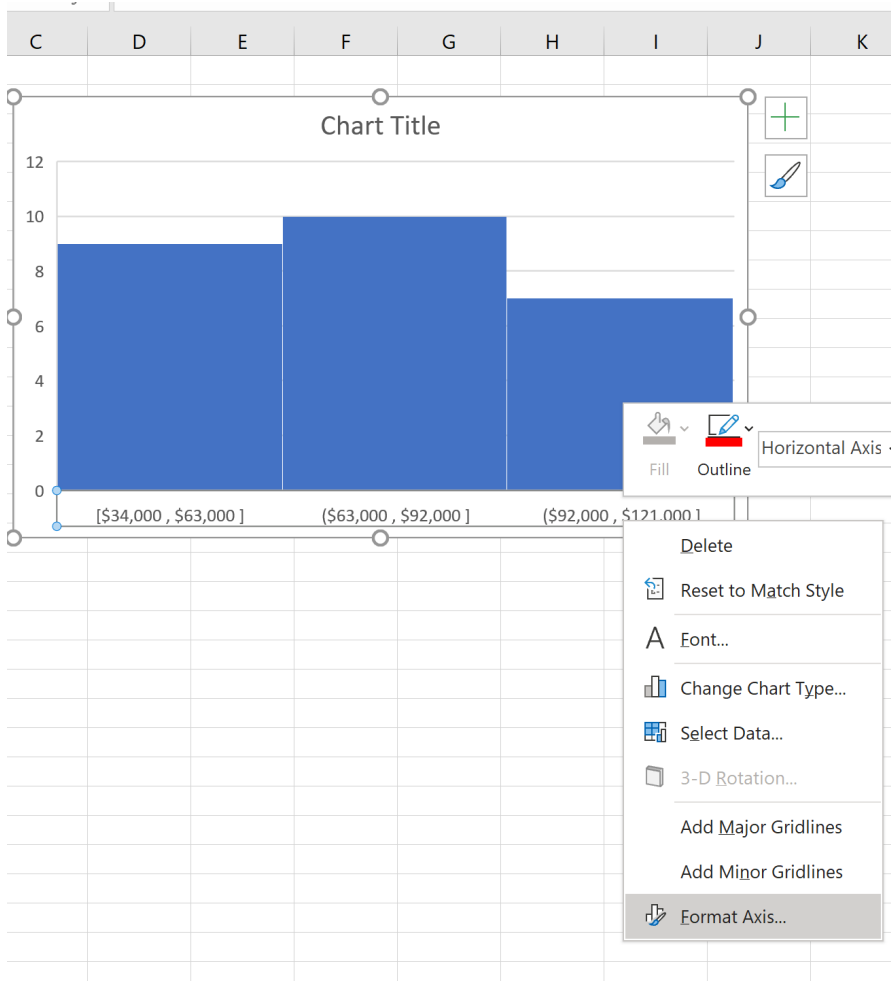 C D E F G H I J K
Chart Title
12
10
8
6
4
2
0
[$34,000 , $63,000 ] ($63,000 , $92,000 ] ($92,000 , $121,000 ]
Fill
Outline
Horizontal Axis
Delete
Reset to Match Style
Font...
Change Chart Type...
Select Data...
3-D Rotation...
Add Major Gridlines
Add Minor Gridlines
Format Axis...